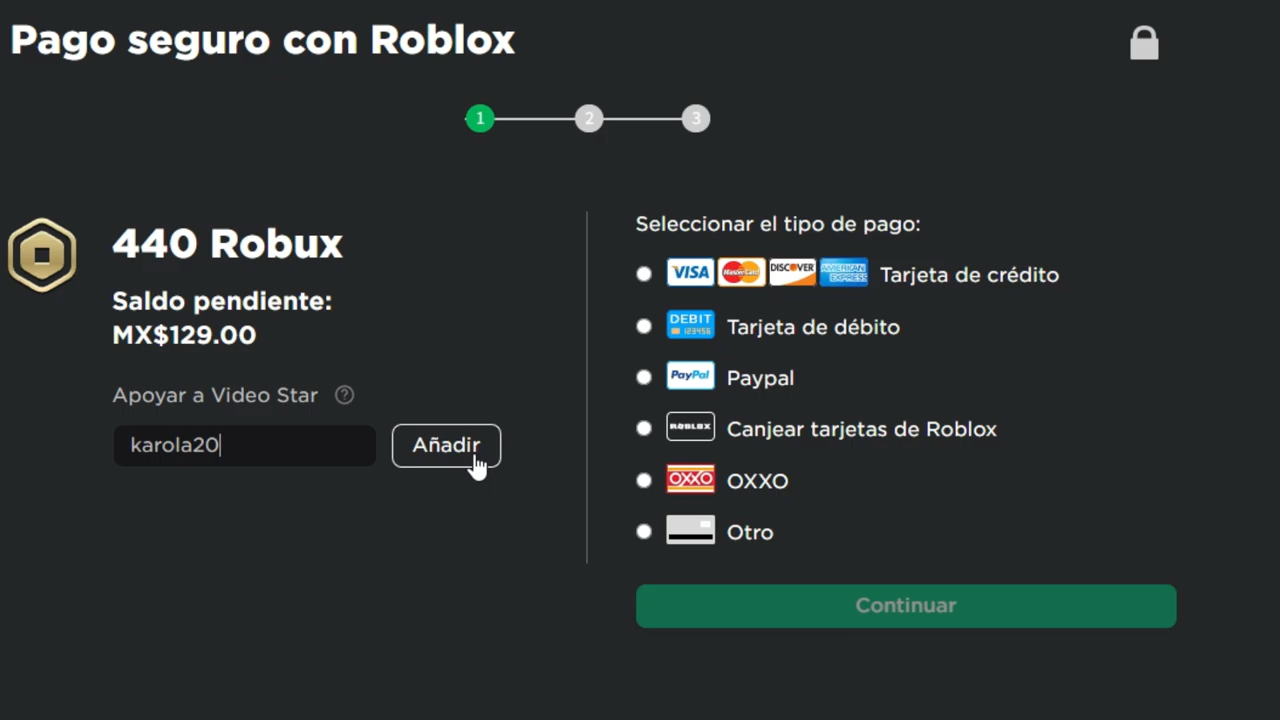 Pago seguro con Roblox
1 2 3
440 Robux
Saldo pendiente:
MX$129.00
Apoyar a Video Star ?
karola20
Añadir
Seleccionar el tipo de pago:
VISA MasterCard DISCOVER AMERICAN EXPRESS Tarjeta de crédito
DEBIT 123456 Tarjeta de débito
PayPal Paypal
ROBLOX Canjear tarjetas de Roblox
OXXO OXXO
Otro
Continuar